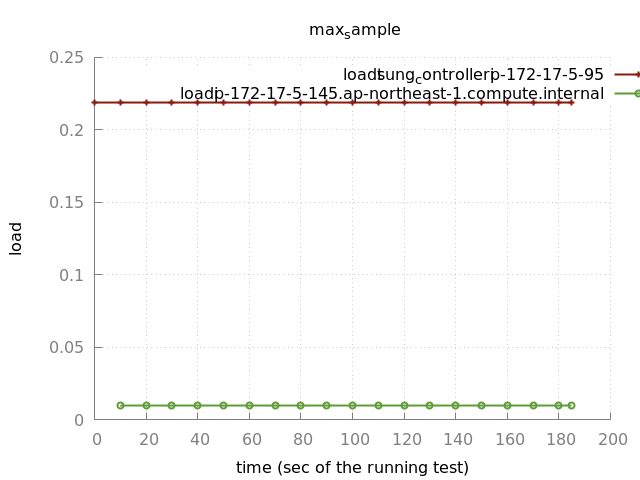 max_sample
0.25
0.2
0.15
0.1
0.05
0
load
loadtsung_controllerip-172-17-5-95
loadip-172-17-5-145.ap-northeast-1.compute.internal
0 20 40 60 80 100 120 140 160 180 200
time (sec of the running test)